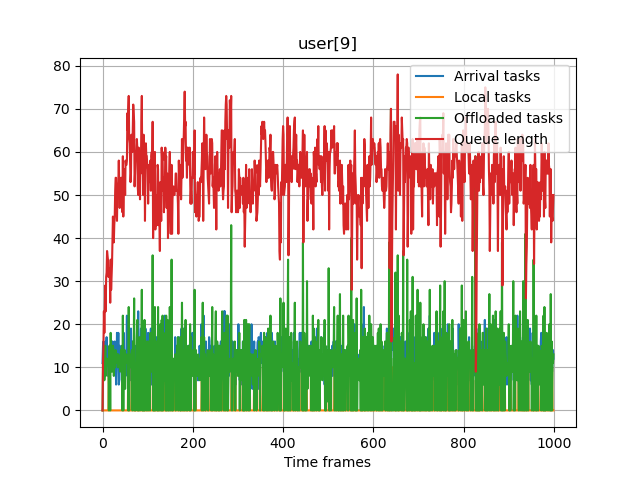 user[9]
80
70
60
50
40
30
20
10
0
Arrival tasks
Local tasks
Offloaded tasks
Queue length
0 200 400 600 800 1000
Time frames